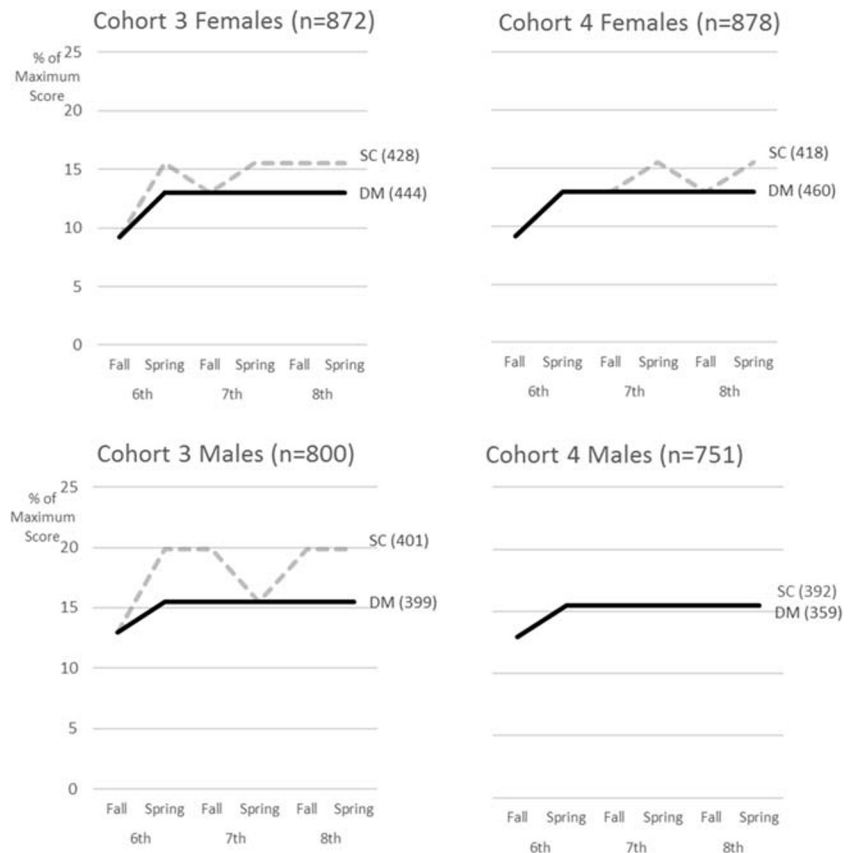 Cohort 3 Females (n=872)
25
% of
Maximum
Score
20
15
10
5
0
SC (428)
DM (444)
Fall Spring Fall Spring Fall Spring
6th 7th 8th
Cohort 4 Females (n=878)
SC (418)
DM (460)
Fall Spring Fall Spring Fall Spring
6th 7th 8th
Cohort 3 Males (n=800)
25
% of
Maximum
Score
20
15
10
5
0
SC (401)
DM (399)
Fall Spring Fall Spring Fall Spring
6th 7th 8th
Cohort 4 Males (n=751)
SC (392)
DM (359)
Fall Spring Fall Spring Fall Spring
6th 7th 8th